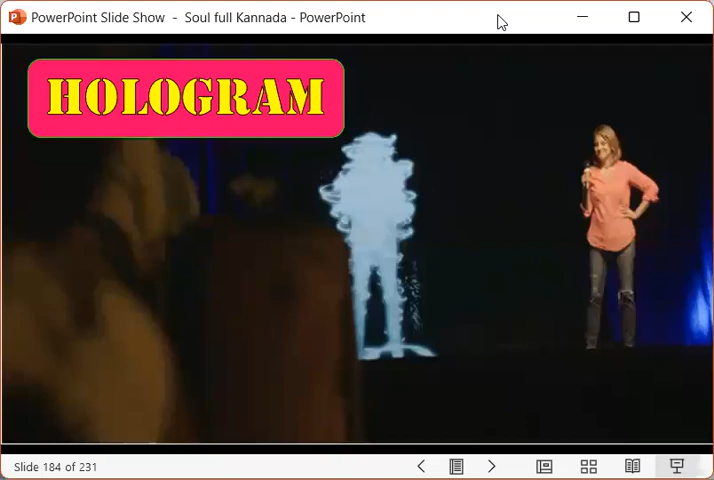 PowerPoint Slide Show - Soul full Kannada - PowerPoint
HOLOGRAM
Slide 184 of 231